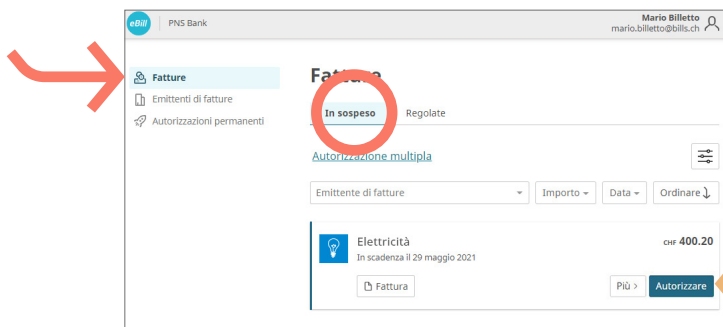 eBill PNS Bank
Mario Billetto
mario.billetto@bills.ch
Fatture
Emittenti di fatture
Autorizzazioni permanenti
Fatture
In sospeso Regolate
Autorizzazione multipla
Emittente di fatture Importo Data Ordinare
Elettricità CHF 400.20
In scadenza il 29 maggio 2021
Fattura Più > Autorizzare